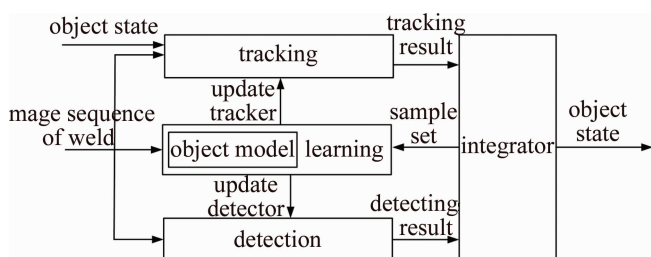 object state
tracking
tracking
result
update
tracker
mage sequence
of weld
object model
learning
sample
set
integrator
object
state
update
detector
detecting
result
detection